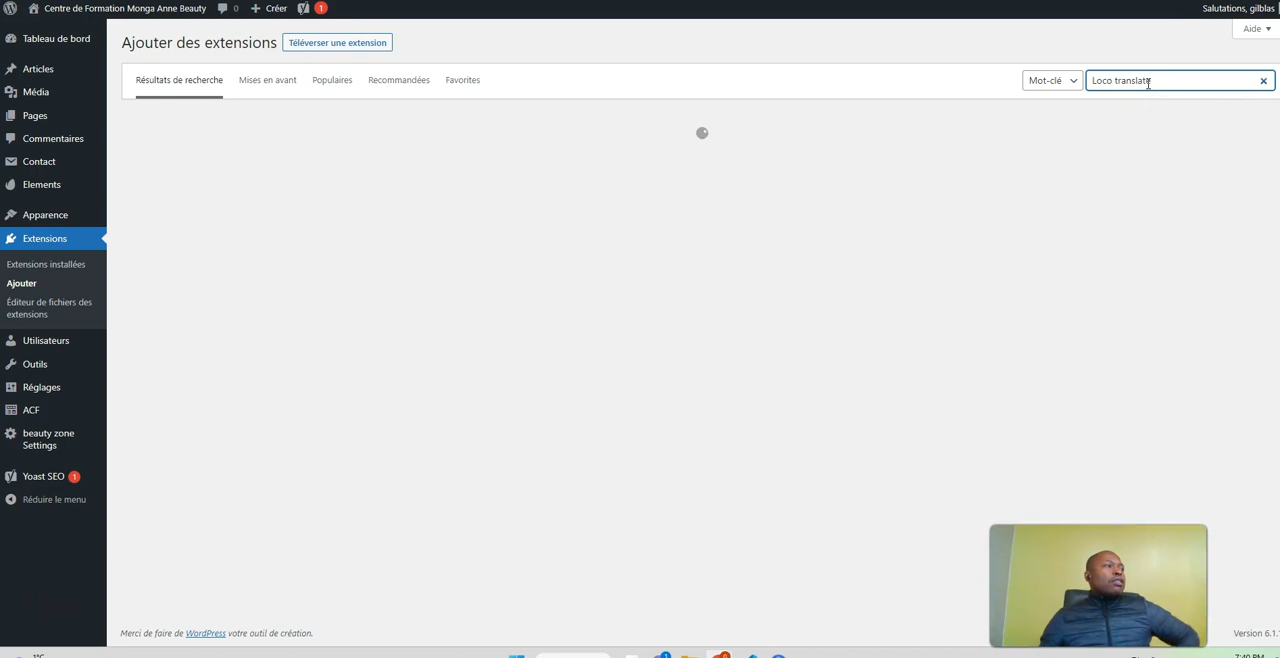 Centre de Formation Monga Anne Beauty
0
Créer
1
Salutations, gilblas
Tableau de bord
Articles
Média
Pages
Commentaires
Contact
Elements
Apparence
Extensions
Extensions installées
Ajouter
Éditeur de fichiers des
extensions
Utilisateurs
Outils
Réglages
ACF
beauty zone
Settings
Yoast SEO 1
Réduire le menu
Aide
Ajouter des extensions
Téléverser une extension
Résultats de recherche
Mises en avant
Populaires
Recommandées
Favorites
Mot-clé
Loco translate
Merci de faire de WordPress votre outil de création.
Version 6.1.